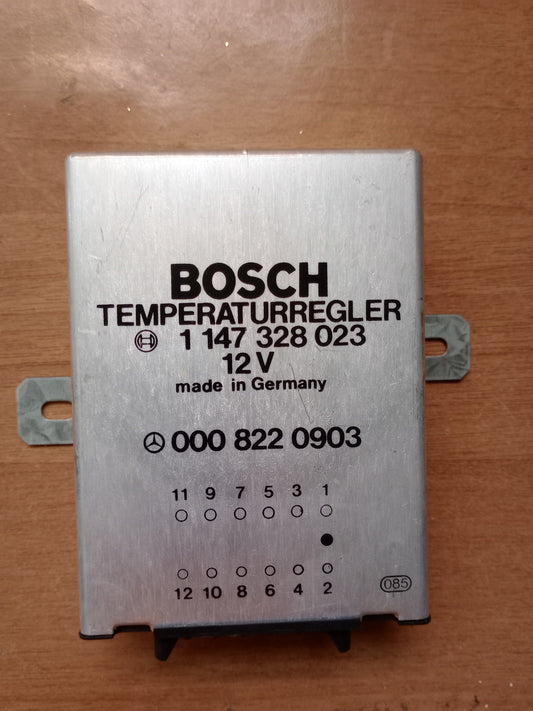 BOSCH
TEMPERATURREGLER
1 147 328 023
12 V
made in Germany
000 822 0903
11 9 7 5 3 1
12 10 8 6 4 2
085